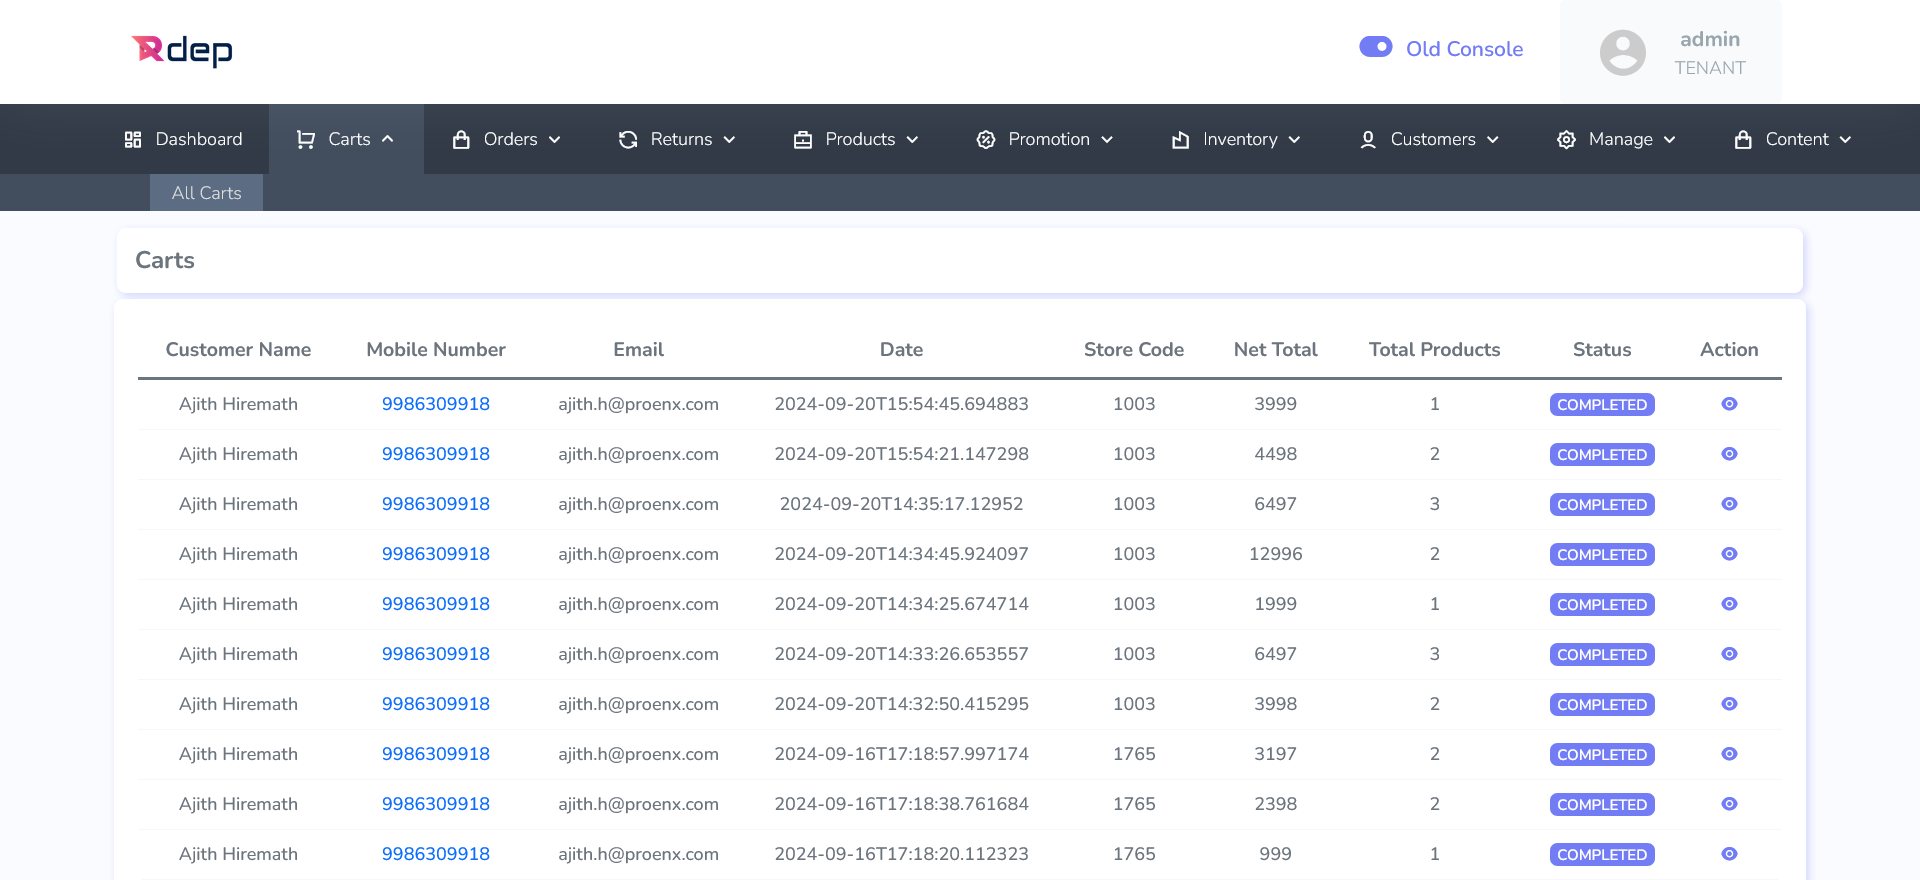 Rdep
Old Console
admin
TENANT
Dashboard Carts Orders Returns Products Promotion Inventory Customers Manage Content
All Carts
Carts
Customer Name Mobile Number Email Date Store Code Net Total Total Products Status Action
Ajith Hiremath 9986309918 ajith.h@proenx.com 2024-09-20T15:54:45.694883 1003 3999 1 COMPLETED
Ajith Hiremath 9986309918 ajith.h@proenx.com 2024-09-20T15:54:21.147298 1003 4498 2 COMPLETED
Ajith Hiremath 9986309918 ajith.h@proenx.com 2024-09-20T14:35:17.12952 1003 6497 3 COMPLETED
Ajith Hiremath 9986309918 ajith.h@proenx.com 2024-09-20T14:34:45.924097 1003 12996 2 COMPLETED
Ajith Hiremath 9986309918 ajith.h@proenx.com 2024-09-20T14:34:25.674714 1003 1999 1 COMPLETED
Ajith Hiremath 9986309918 ajith.h@proenx.com 2024-09-20T14:33:26.653557 1003 6497 3 COMPLETED
Ajith Hiremath 9986309918 ajith.h@proenx.com 2024-09-20T14:32:50.415295 1003 3998 2 COMPLETED
Ajith Hiremath 9986309918 ajith.h@proenx.com 2024-09-16T17:18:57.997174 1765 3197 2 COMPLETED
Ajith Hiremath 9986309918 ajith.h@proenx.com 2024-09-16T17:18:38.761684 1765 2398 2 COMPLETED
Ajith Hiremath 9986309918 ajith.h@proenx.com 2024-09-16T17:18:20.112323 1765 999 1 COMPLETED